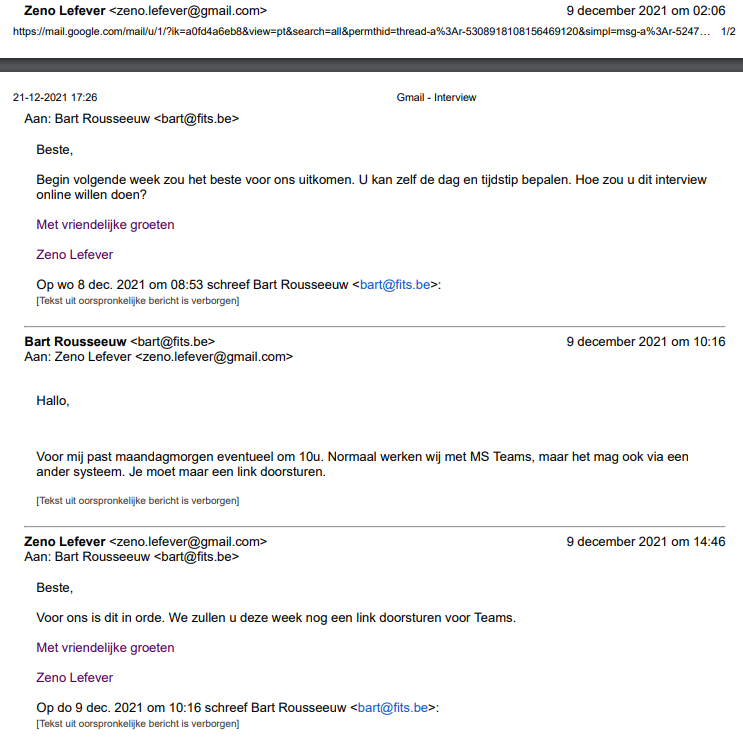 Zeno Lefever <zeno.lefever@gmail.com> 9 december 2021 om 02:06
https://mail.google.com/mail/u/1/?ik=a0fd4a6eb8&view=pt&search=all&permthid=thread-a%3Ar-5308918108156469120&simpl=msg-a%3Ar-5247... 1/2
21-12-2021 17:26 Gmail - Interview
Aan: Bart Rousseeuw <bart@fits.be>
Beste,
Begin volgende week zou het beste voor ons uitkomen. U kan zelf de dag en tijdstip bepalen. Hoe zou u dit interview
online willen doen?
Met vriendelijke groeten
Zeno Lefever
Op wo 8 dec. 2021 om 08:53 schreef Bart Rousseeuw <bart@fits.be>:
[Tekst uit oorspronkelijke bericht is verborgen]
Bart Rousseeuw <bart@fits.be> 9 december 2021 om 10:16
Aan: Zeno Lefever <zeno.lefever@gmail.com>
Hallo,
Voor mij past maandagmorgen eventueel om 10u. Normaal werken wij met MS Teams, maar het mag ook via een
ander systeem. Je moet maar een link doorsturen.
[Tekst uit oorspronkelijke bericht is verborgen]
Zeno Lefever <zeno.lefever@gmail.com> 9 december 2021 om 14:46
Aan: Bart Rousseeuw <bart@fits.be>
Beste,
Voor ons is dit in orde. We zullen u deze week nog een link doorsturen voor Teams.
Met vriendelijke groeten
Zeno Lefever
Op do 9 dec. 2021 om 10:16 schreef Bart Rousseeuw <bart@fits.be>:
[Tekst uit oorspronkelijke bericht is verborgen]